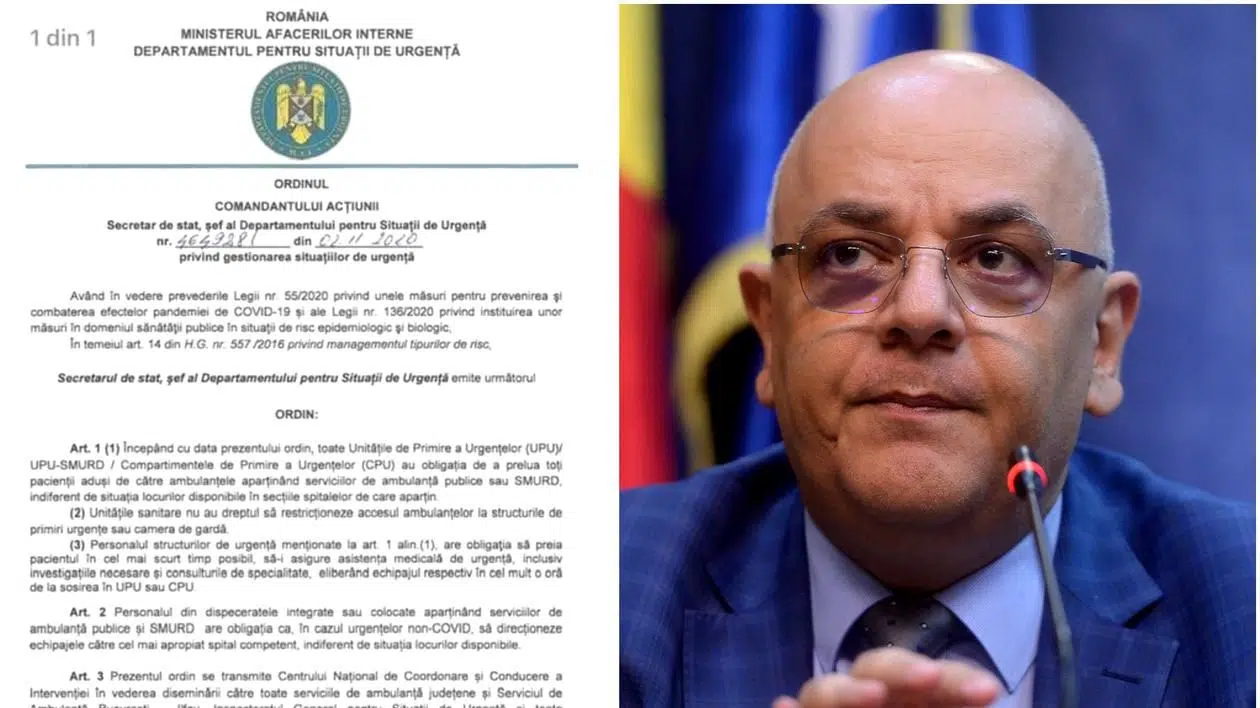 1 din 1
ROMÂNIA
MINISTERUL AFACERILOR INTERNE
DEPARTAMENTUL PENTRU SITUAȚII DE URGENȚĂ
ORDINUL
COMANDANTULUI ACȚIUNII
Secretar de stat, șef al Departamentului pentru Situații de Urgență
nr. 4649281 din 02 11 2020
privind gestionarea situațiilor de urgență
Având în vedere prevederile Legii nr. 55/2020 privind unele măsuri pentru prevenirea și
combaterea efectelor pandemiei de COVID-19 și ale Legii nr. 136/2020 privind instituirea unor
măsuri în domeniul sănătății publice în situații de risc epidemiologic și biologic,
În temeiul art. 14 din H.G. nr. 557 /2016 privind managementul tipurilor de risc,
Secretarul de stat, șef al Departamentului pentru Situații de Urgență emite următorul
ORDIN:
Art. 1 (1) Începând cu data prezentului ordin, toate Unitățile de Primire a Urgențelor (UPU)/
UPU-SMURD / Compartimentele de Primire a Urgențelor (CPU) au obligația de a prelua toți
pacienții aduși de către ambulanțele aparținând serviciilor de ambulanță publice sau SMURD,
indiferent de situația locurilor disponibile în secțiile spitalelor de care aparțin.
(2) Unitățile sanitare nu au dreptul să restricționeze accesul ambulanțelor la structurile de
primiri urgențe sau camera de gardă.
(3) Personalul structurilor de urgență menționate la art. 1 alin.(1), are obligația să preia
pacientul în cel mai scurt timp posibil, să-i asigure asistența medicală de urgență, inclusiv
investigațiile necesare și consulturile de specialitate, eliberând echipajul respectiv în cel mult o oră
de la sosirea în UPU sau CPU.
Art. 2 Personalul din dispeceratele integrate sau colocate aparținând serviciilor de
ambulanță publice și SMURD are obligația ca, în cazul urgențelor non-COVID, să direcționeze
echipajele către cel mai apropiat spital competent, indiferent de situația locurilor disponibile.
Art. 3 Prezentul ordin se transmite Centrului Național de Coordonare și Conducere a
Intervenției în vederea diseminării către toate serviciile de ambulanță județene și Serviciul de